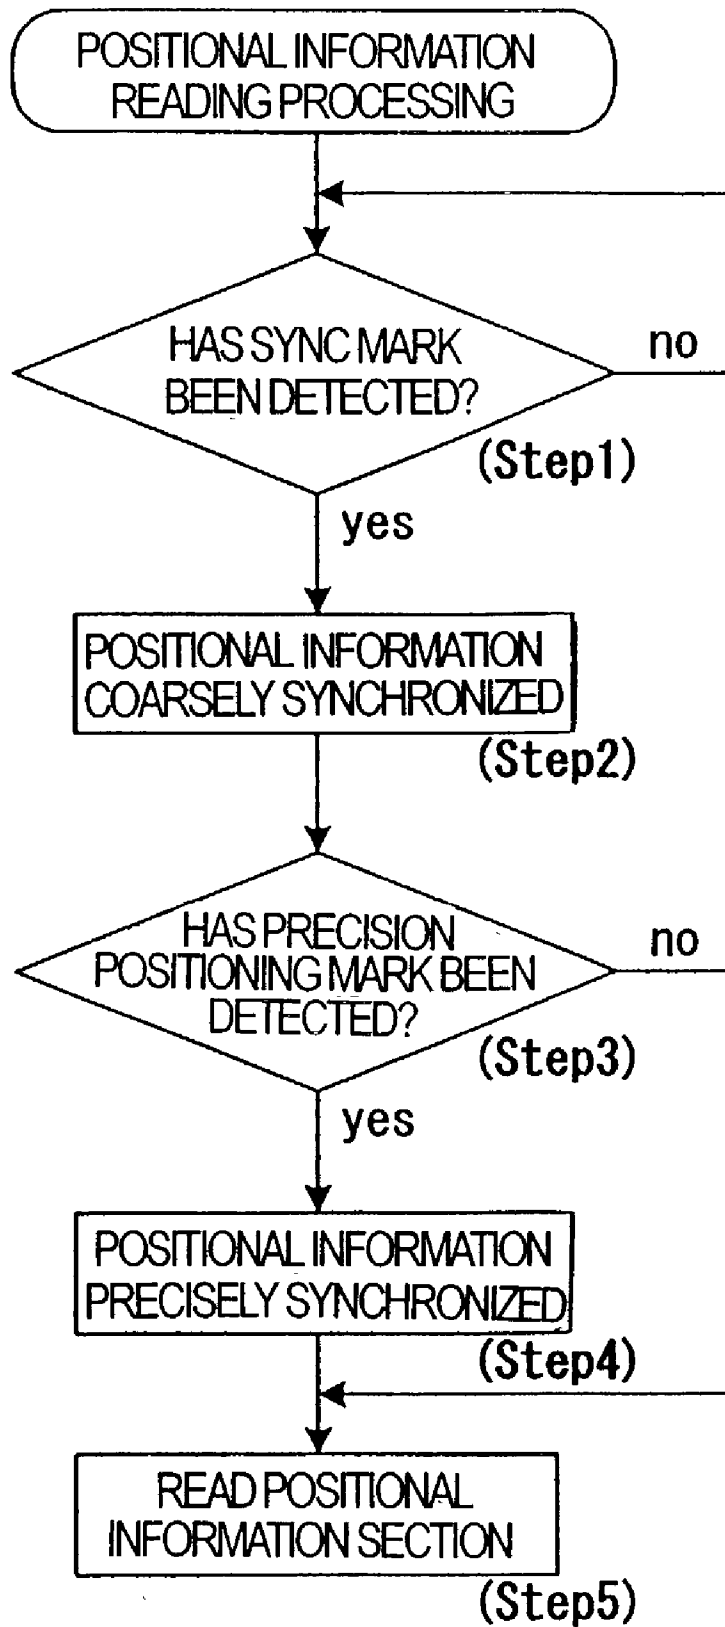 POSITIONAL INFORMATION
READING PROCESSING
HAS SYNC MARK
BEEN DETECTED?
no
(Step1)
yes
POSITIONAL INFORMATION
COARSELY SYNCHRONIZED
(Step2)
HAS PRECISION
POSITIONING MARK BEEN
DETECTED?
no
(Step3)
yes
POSITIONAL INFORMATION
PRECISELY SYNCHRONIZED
(Step4)
READ POSITIONAL
INFORMATION SECTION
(Step5)